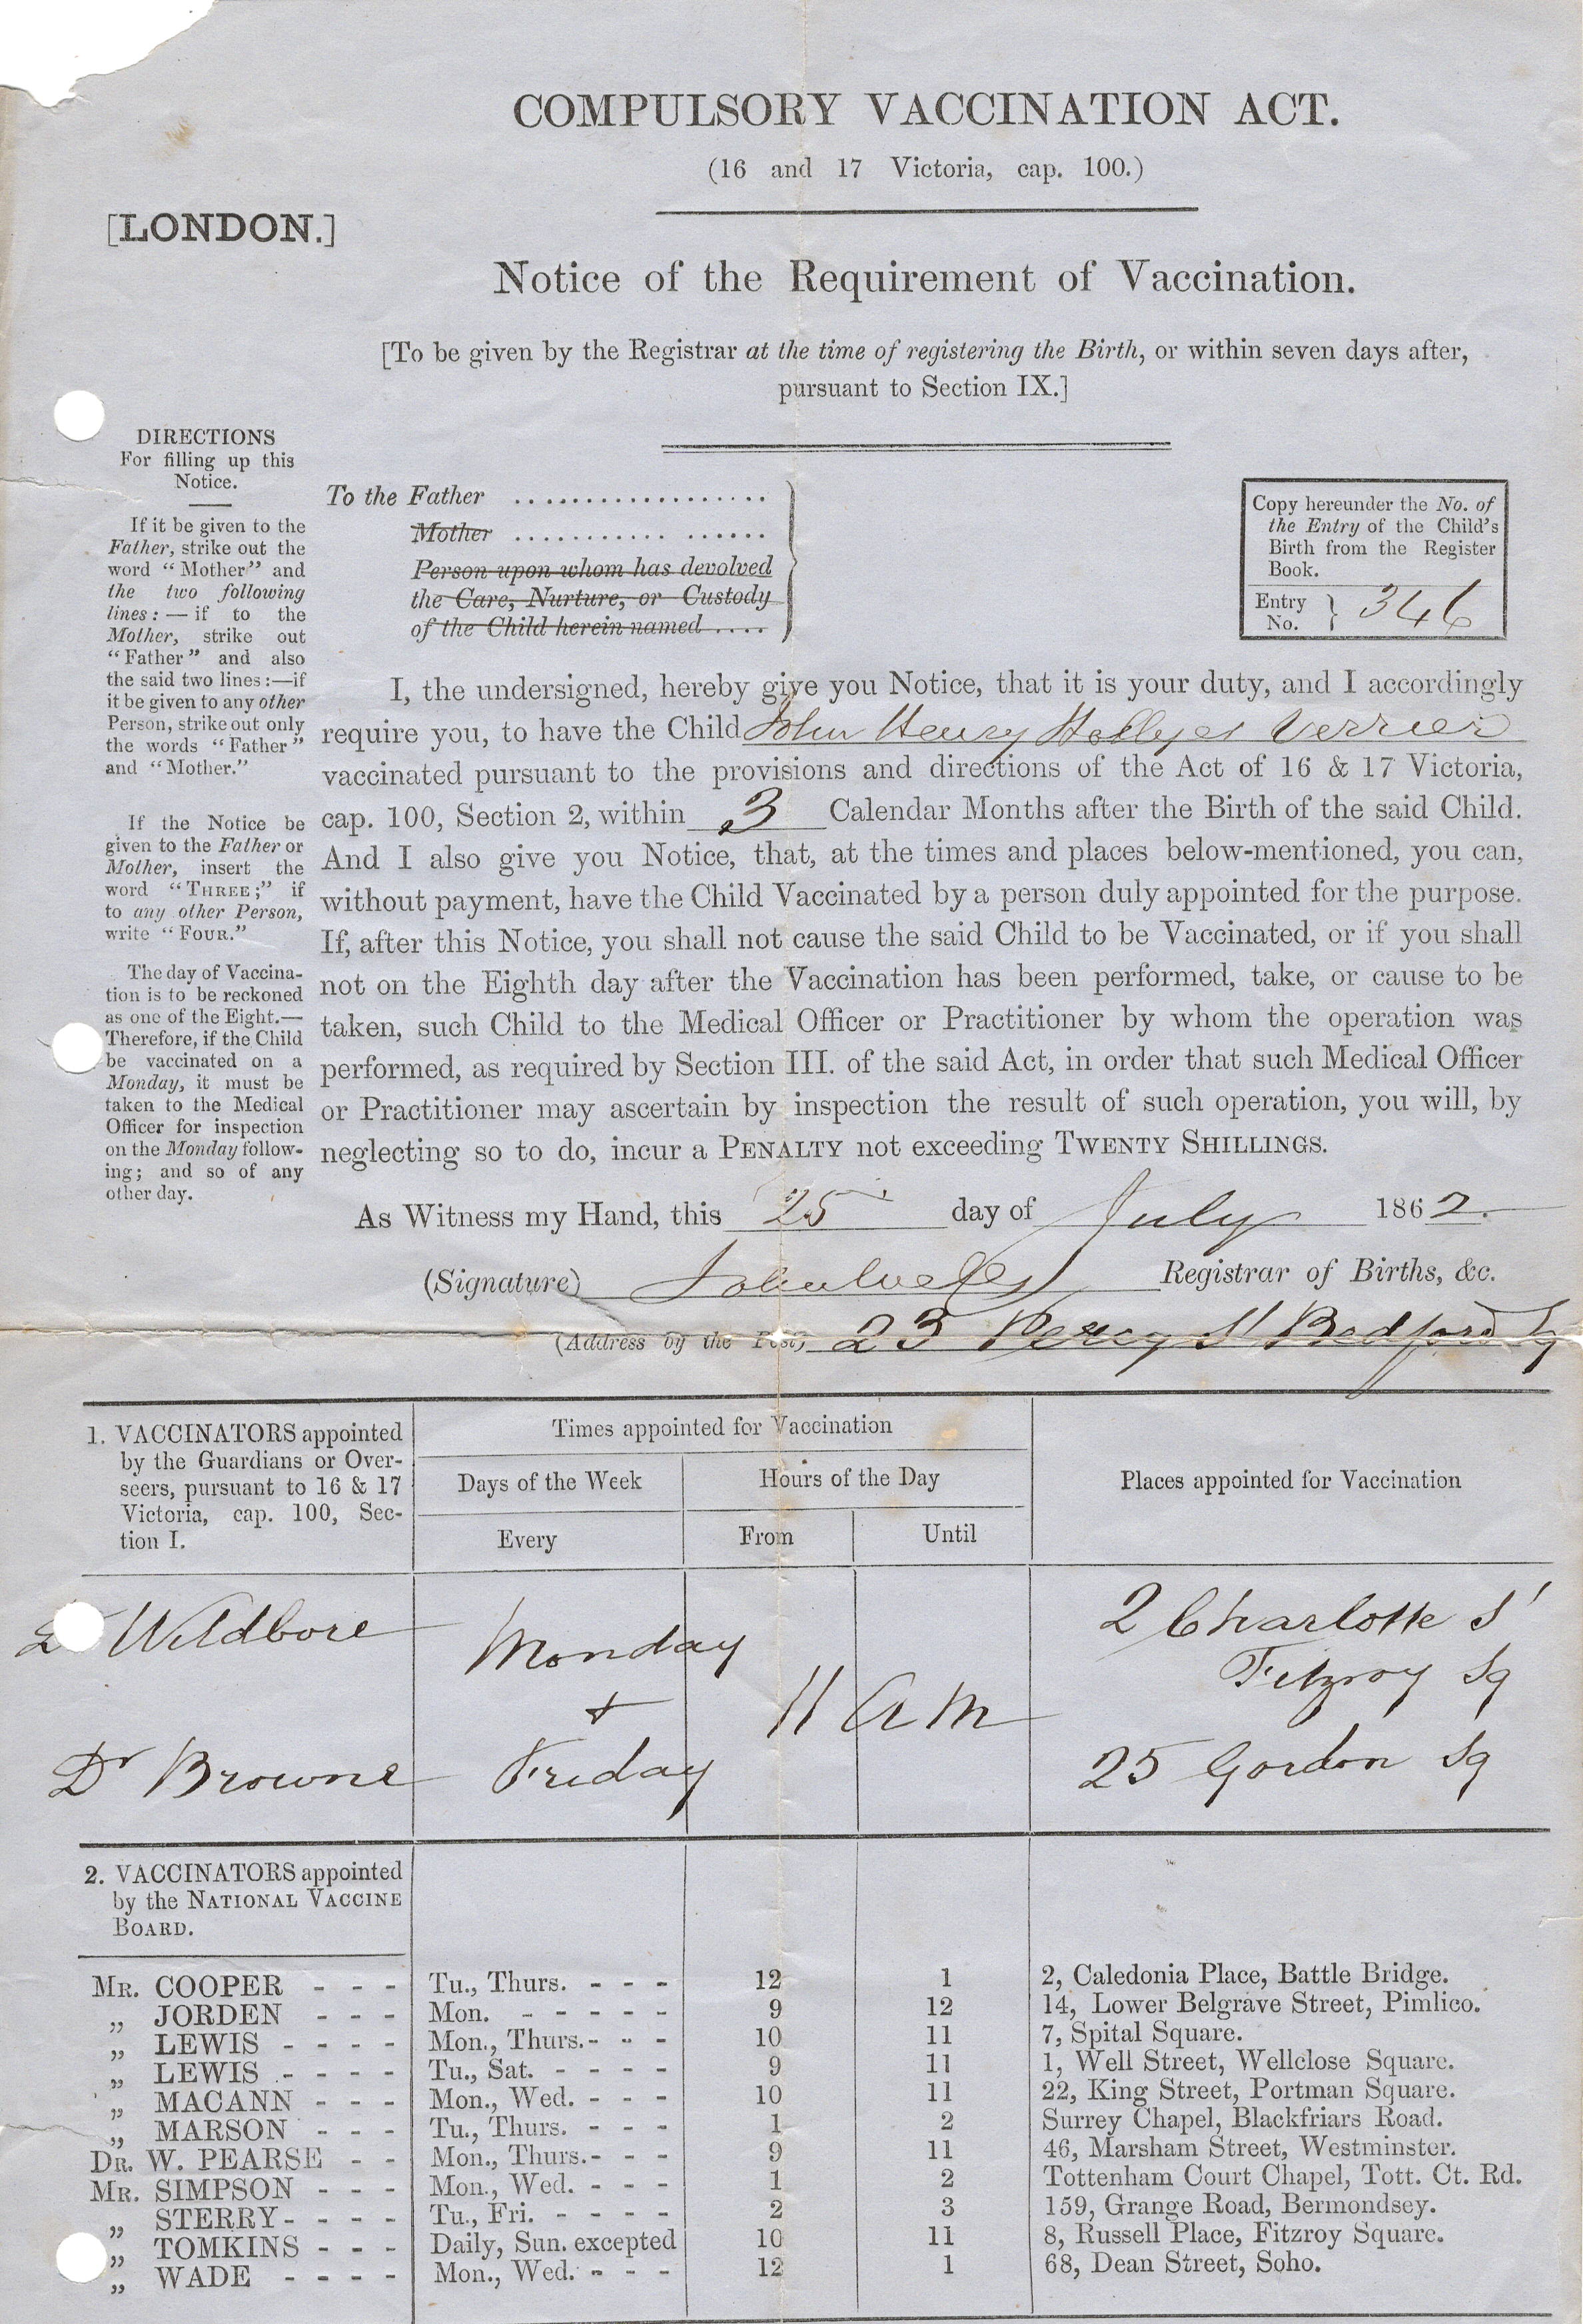 COMPULSORY VACCINATION ACT.
(16 and 17 Victoria, cap. 100.)
[LONDON.]
Notice of the Requirement of Vaccination.
[To be given by the Registrar at the time of registering the Birth, or within seven days after,
pursuant to Section IX.]
DIRECTIONS
For filling up this
Notice.
If it be given to the
Father, strike out the
word "Mother" and
the two following
lines:—if to the
Mother, strike out
"Father" and also
the said two lines:—if
it be given to any other
Person, strike out only
the words "Father"
and "Mother."
If the Notice be
given to the Father or
Mother, insert the
word "THREE;" if
to any other Person,
write "FOUR."
The day of Vaccina-
tion is to be reckoned
as one of the Eight.—
Therefore, if the Child
be vaccinated on a
Monday, it must be
taken to the Medical
Officer for inspection
on the Monday follow-
ing; and so of any
other day.
To the Father ..................
Mother ........... ......
Person upon whom has devolved
the Care, Nurture, or Custody
of the Child herein named ....
Copy hereunder the No. of
the Entry of the Child's
Birth from the Register
Book.
Entry No. } 346
I, the undersigned, hereby give you Notice, that it is your duty, and I accordingly
require you, to have the Child John Henry Verrier
vaccinated pursuant to the provisions and directions of the Act of 16 & 17 Victoria,
cap. 100, Section 2, within 3 Calendar Months after the Birth of the said Child.
And I also give you Notice, that, at the times and places below-mentioned, you can,
without payment, have the Child Vaccinated by a person duly appointed for the purpose.
If, after this Notice, you shall not cause the said Child to be Vaccinated, or if you shall
not on the Eighth day after the Vaccination has been performed, take, or cause to be
taken, such Child to the Medical Officer or Practitioner by whom the operation was
performed, as required by Section III. of the said Act, in order that such Medical Officer
or Practitioner may ascertain by inspection the result of such operation, you will, by
neglecting so to do, incur a PENALTY not exceeding TWENTY SHILLINGS.
As Witness my Hand, this 25 day of July 1862.
(Signature) John Registrar of Births, &c.
(Address by the Post) 23 Percy St Bedford Sq
1. VACCINATORS appointed
by the Guardians or Over-
seers, pursuant to 16 & 17
Victoria, cap. 100, Sec-
tion I.
Times appointed for Vaccination
Days of the Week
Hours of the Day
Every
From
Until
Places appointed for Vaccination
Wildbore
Monday
2 Charlotte St
Fitzroy Sq
+
11 AM
Dr Browne
Friday
25 Gordon Sq
2. VACCINATORS appointed
by the NATIONAL VACCINE
BOARD.
MR. COOPER - - - Tu., Thurs. - - - 12 1 2, Caledonia Place, Battle Bridge.
„ JORDEN - - - Mon. - - - - - 9 12 14, Lower Belgrave Street, Pimlico.
„ LEWIS - - - - Mon., Thurs. - - - 10 11 7, Spital Square.
„ LEWIS - - - - Tu., Sat. - - - - 9 11 1, Well Street, Wellclose Square.
„ MACANN - - - Mon., Wed. - - - 10 11 22, King Street, Portman Square.
„ MARSON - - - Tu., Thurs. - - - 1 2 Surrey Chapel, Blackfriars Road.
DR. W. PEARSE - - Mon., Thurs. - - - 9 11 46, Marsham Street, Westminster.
MR. SIMPSON - - - Mon., Wed. - - - 1 2 Tottenham Court Chapel, Tott. Ct. Rd.
„ STERRY - - - - Tu., Fri. - - - - 2 3 159, Grange Road, Bermondsey.
„ TOMKINS - - - Daily, Sun. excepted 10 11 8, Russell Place, Fitzroy Square.
„ WADE - - - - Mon., Wed. - - - 12 1 68, Dean Street, Soho.